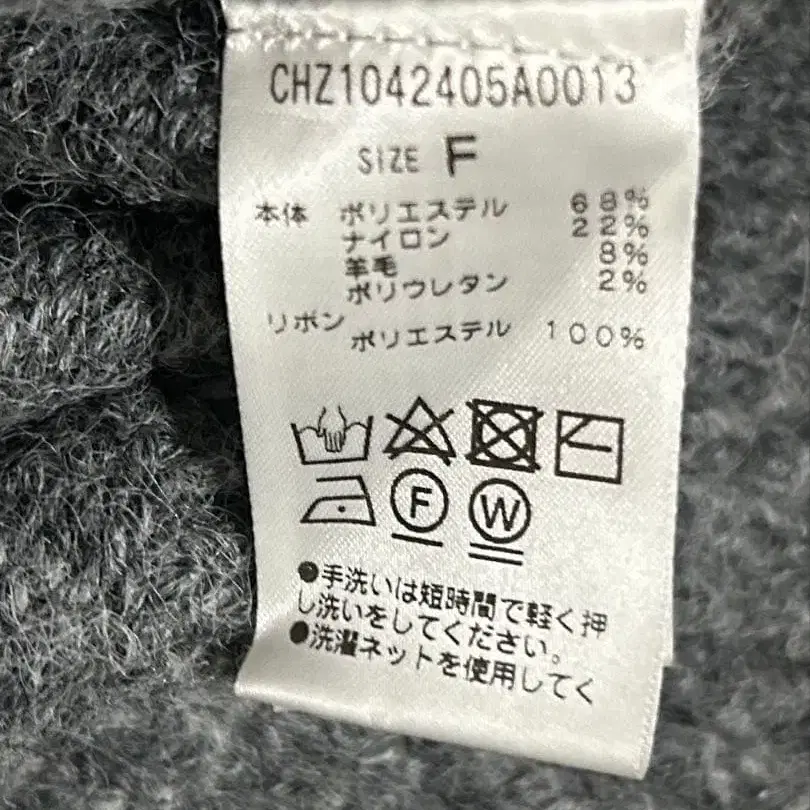 CHZ1042405A0013
SIZE F
本体 ポリエステル 68%
ナイロン 22%
羊毛 8%
ポリウレタン 2%
リボン ポリエステル 100%
F W
●手洗いは短時間で軽く押
し洗いをしてください。
●洗濯ネットを使用してく